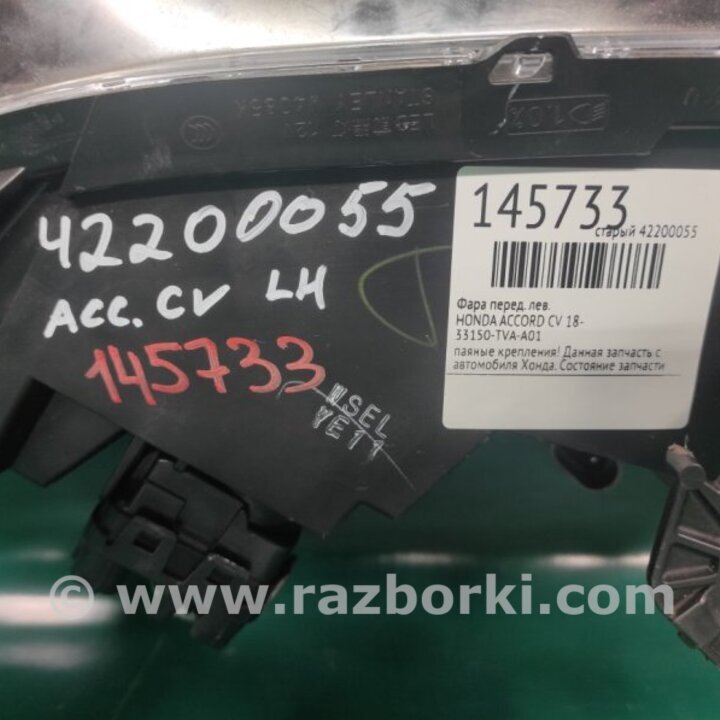 42200055
ACC. CV LH
145733
145733
старый 42200055
Фара перед. лев.
HONDA ACCORD CV 18-
33150-TVA-A01
паяные крепления! Данная запчасть с
автомобиля Хонда. Состояние запчасти
WSEL
YE11
© www.razborki.com